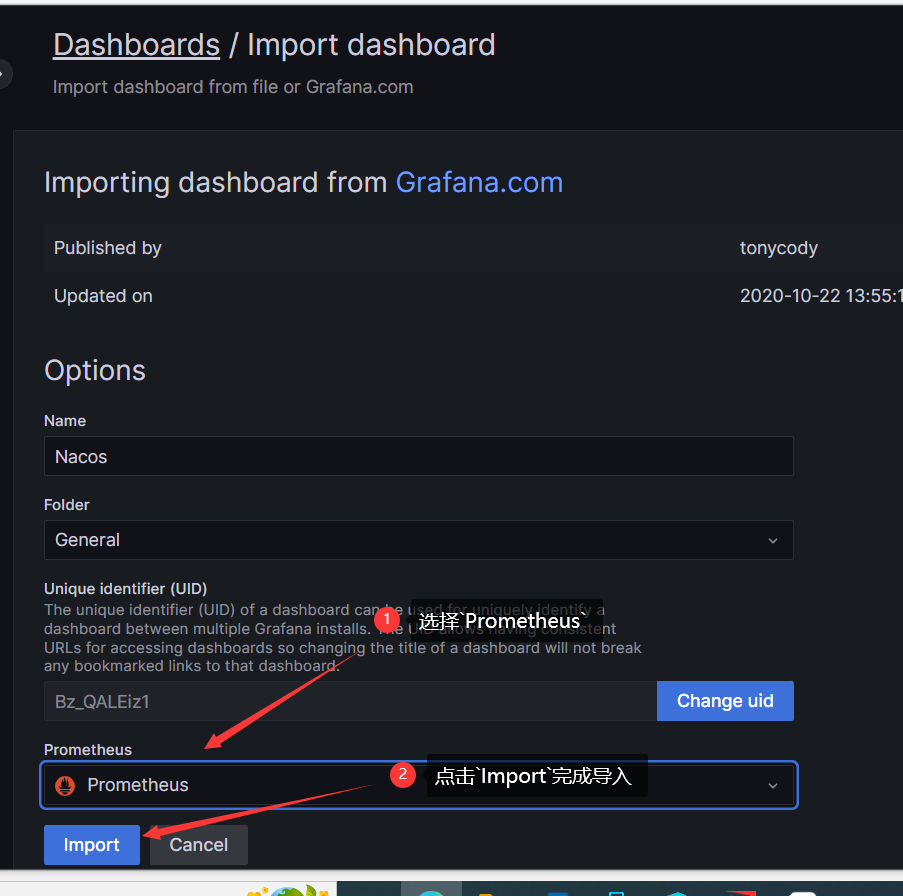 Dashboards / Import dashboard
Import dashboard from file or Grafana.com
Importing dashboard from Grafana.com
Published by tonycody
Updated on 2020-10-22 13:55:1
Options
Name
Nacos
Folder
General
Unique identifier (UID)
The unique identifier (UID) of a dashboard can be used for uniquely identify a
dashboard between multiple Grafana installs. The UID allows having consistent
URLs for accessing dashboards so changing the title of a dashboard will not break
any bookmarked links to that dashboard.
1 选择`Prometheus`
Bz_QALEiz1 Change uid
Prometheus
Prometheus
2 点击`Import`完成导入
Import Cancel